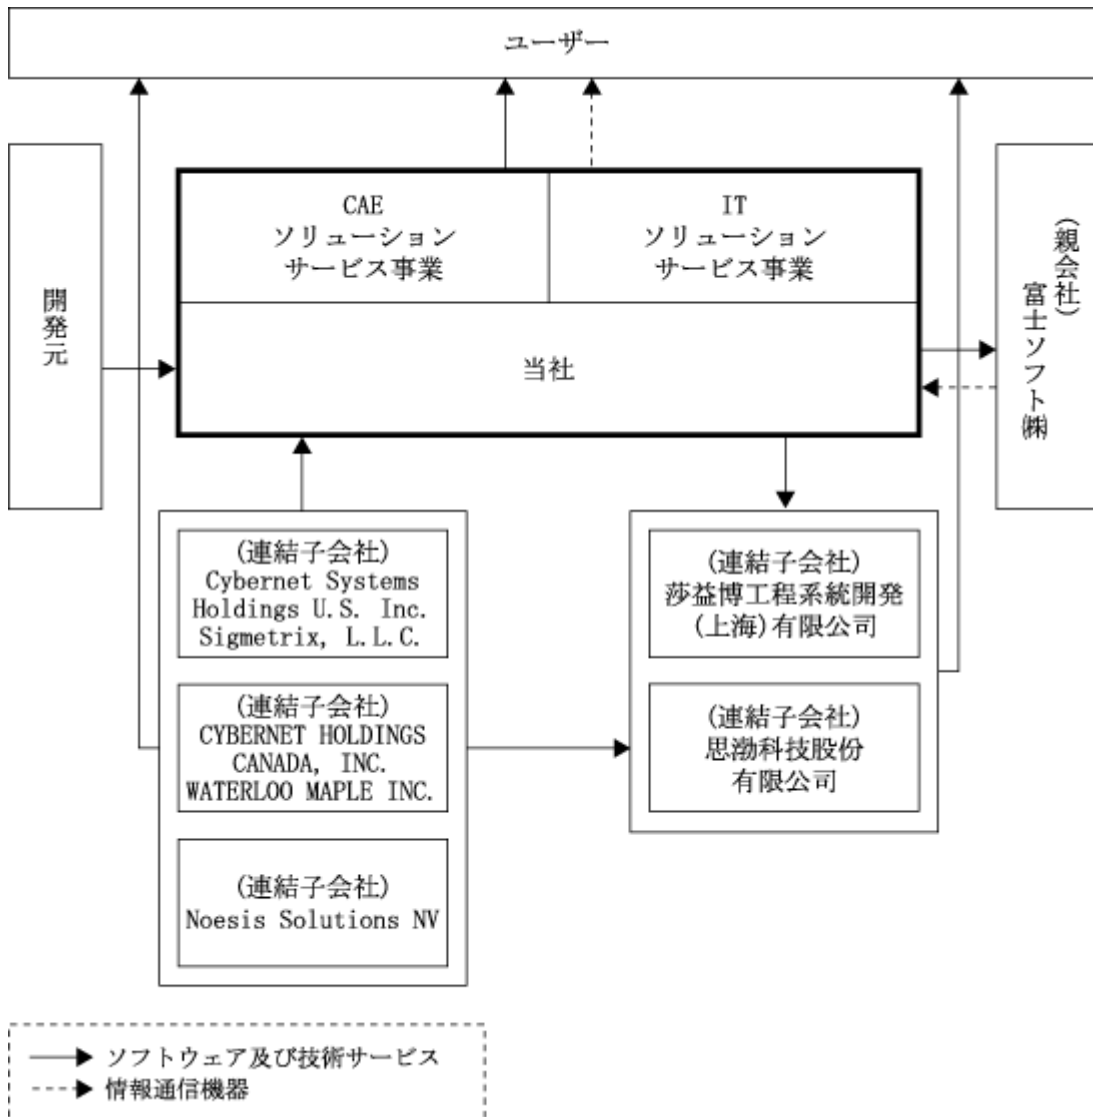 ユーザー
開発元
CAE
ソリューション
サービス事業
IT
ソリューション
サービス事業
当社
(親会社)
富士ソフト㈱
(連結子会社)
Cybernet Systems
Holdings U.S. Inc.
Sigmetrix, L.L.C.
(連結子会社)
CYBERNET HOLDINGS
CANADA, INC.
WATERLOO MAPLE INC.
(連結子会社)
Noesis Solutions NV
(連結子会社)
莎益博工程系統開発
(上海)有限公司
(連結子会社)
思渤科技股份
有限公司
ソフトウェア及び技術サービス
情報通信機器